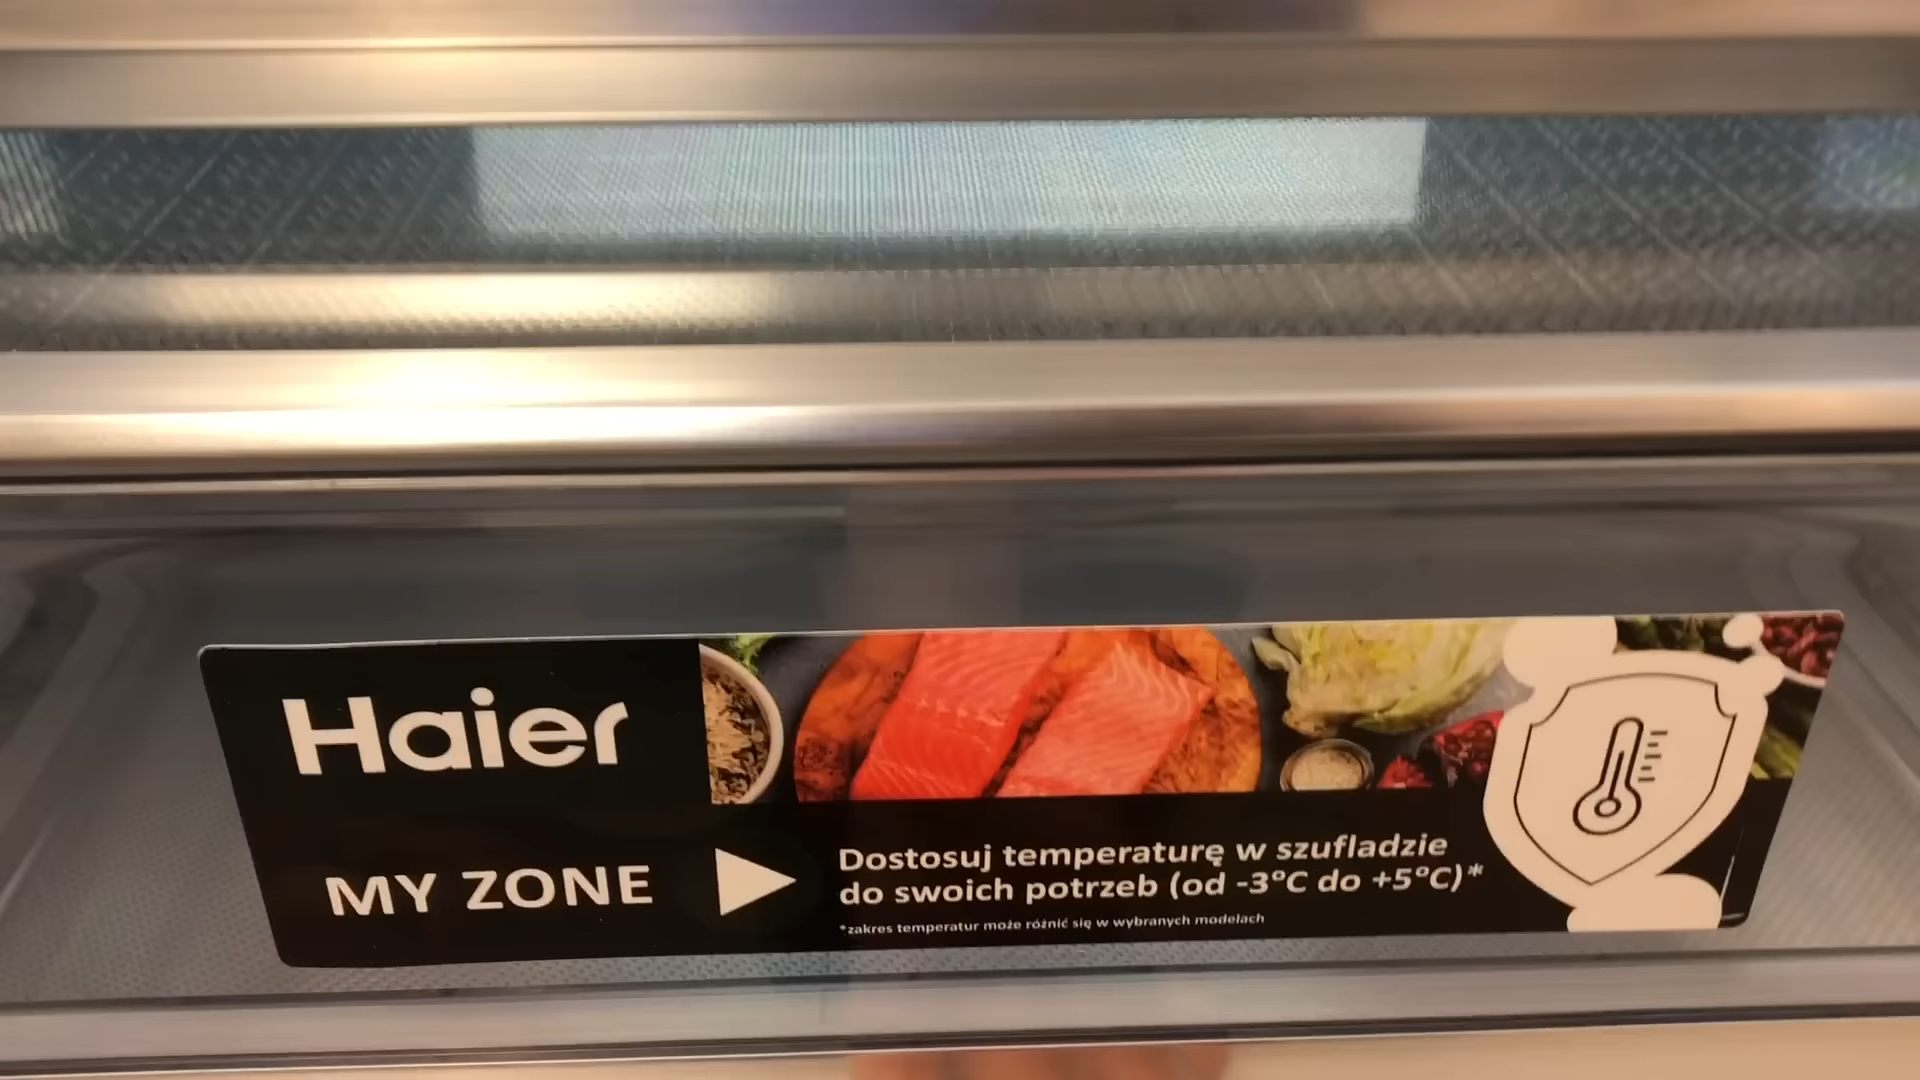 Haier
MY ZONE
Dostosuj temperaturę w szufladzie
do swoich potrzeb (od -3°C do +5°C)*
*zakres temperatur może różnić się w wybranych modelach